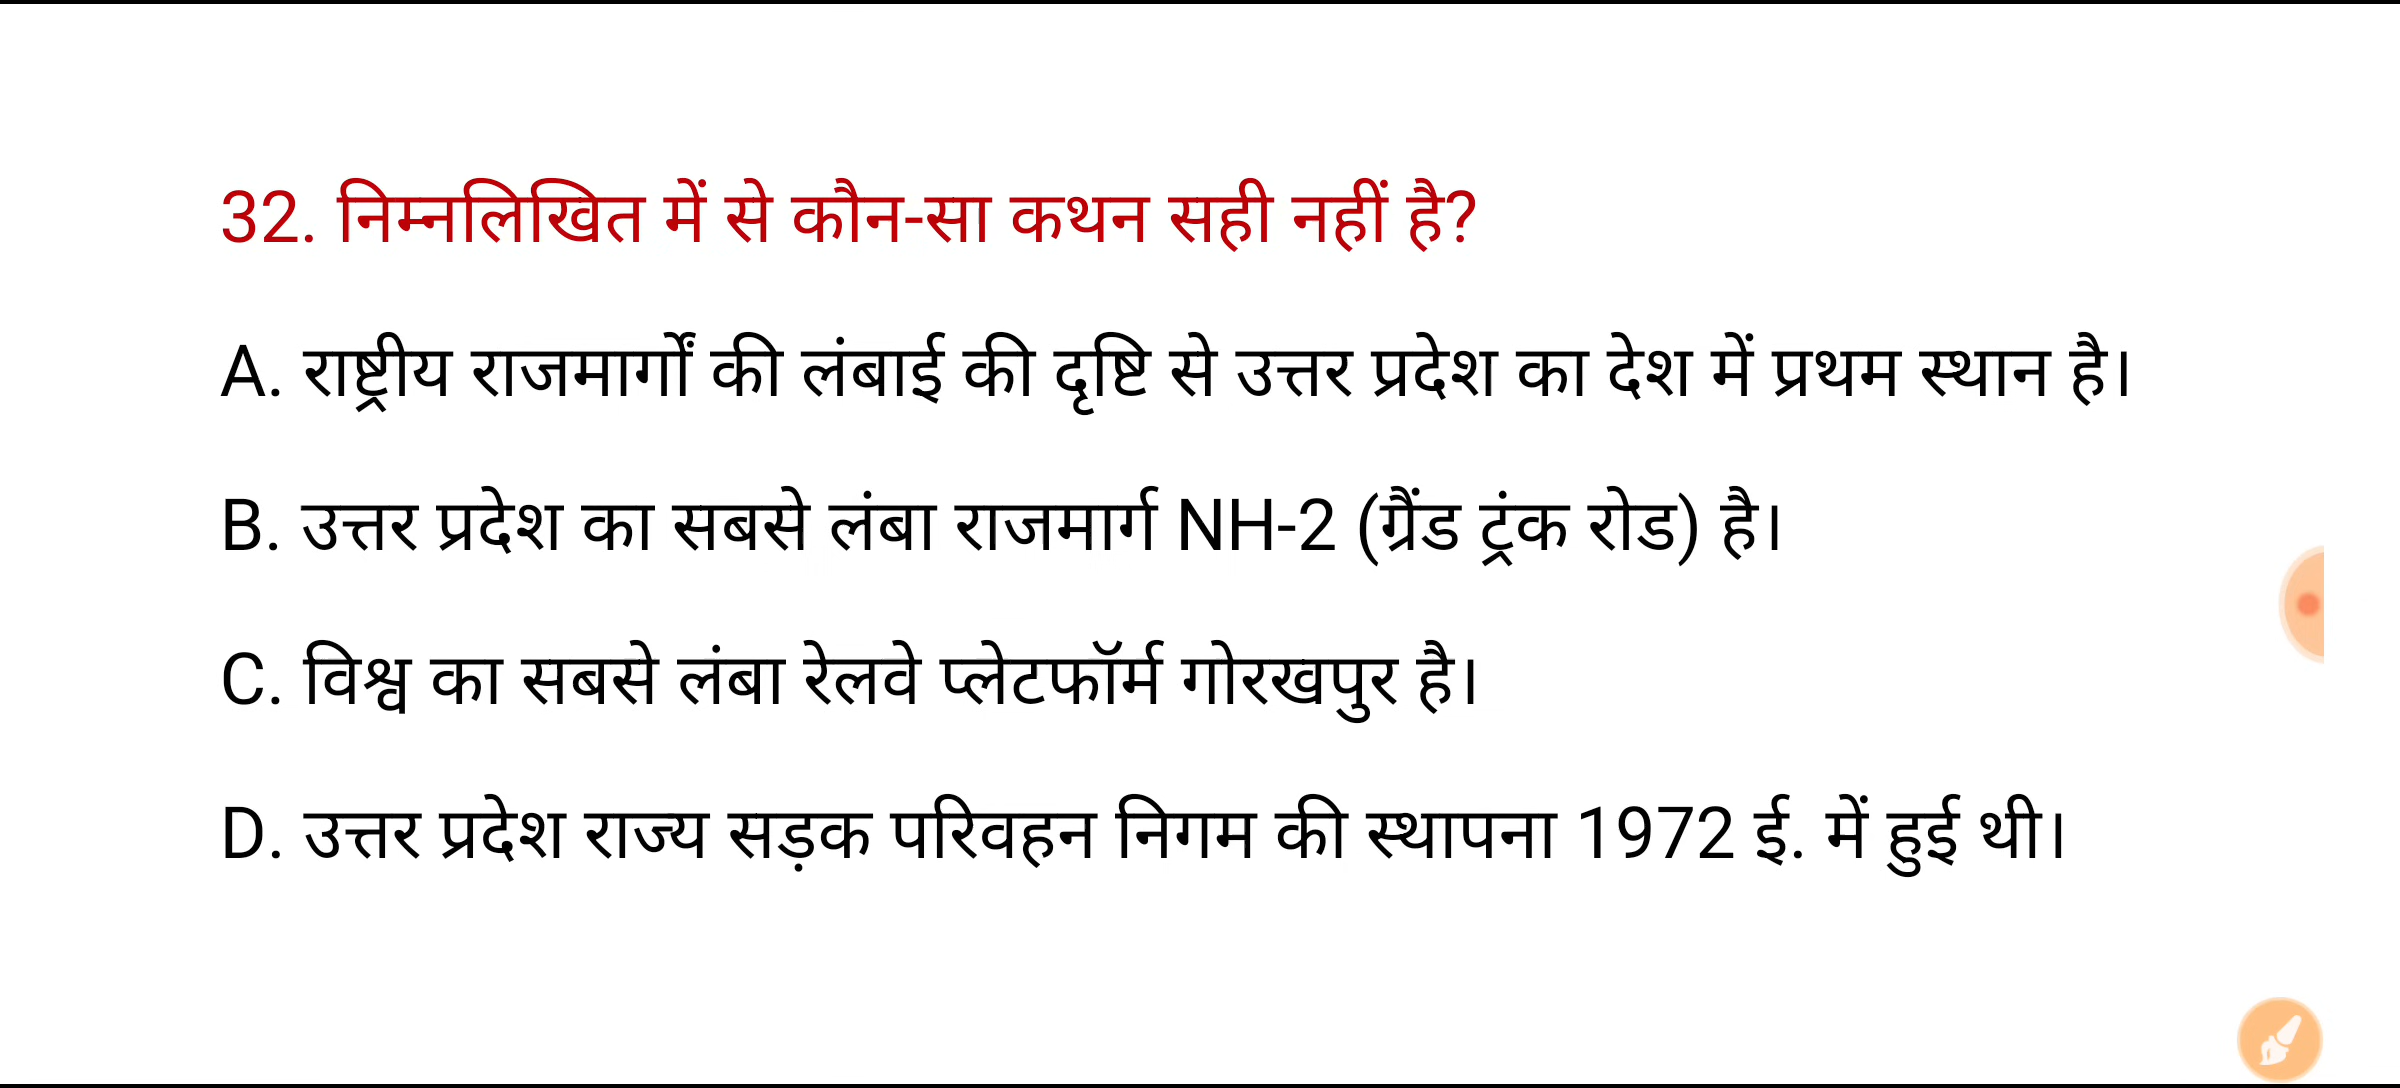 32. निम्नलिखित में से कौन-सा कथन सही नहीं है?
A. राष्ट्रीय राजमार्गों की लंबाई की दृष्टि से उत्तर प्रदेश का देश में प्रथम स्थान है।
B. उत्तर प्रदेश का सबसे लंबा राजमार्ग NH-2 (ग्रैंड ट्रंक रोड) है।
C. विश्व का सबसे लंबा रेलवे प्लेटफॉर्म गोरखपुर है।
D. उत्तर प्रदेश राज्य सड़क परिवहन निगम की स्थापना 1972 ई. में हुई थी।